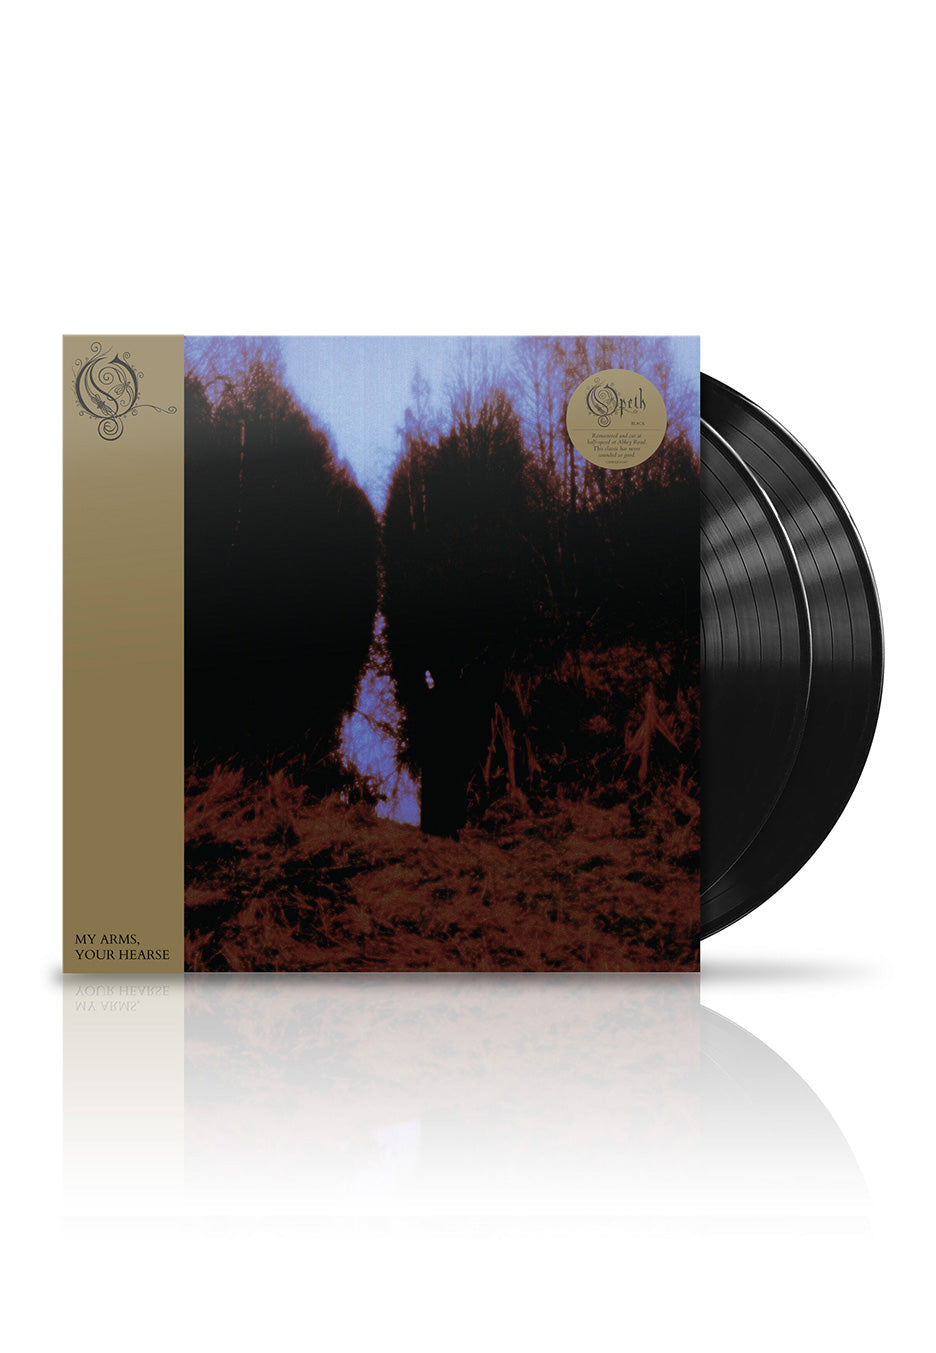 Opeth
BLACK
Remastered and cut at
half-speed at Abbey Road.
This classic has never
sounded so good
MY ARMS,
YOUR HEARSE